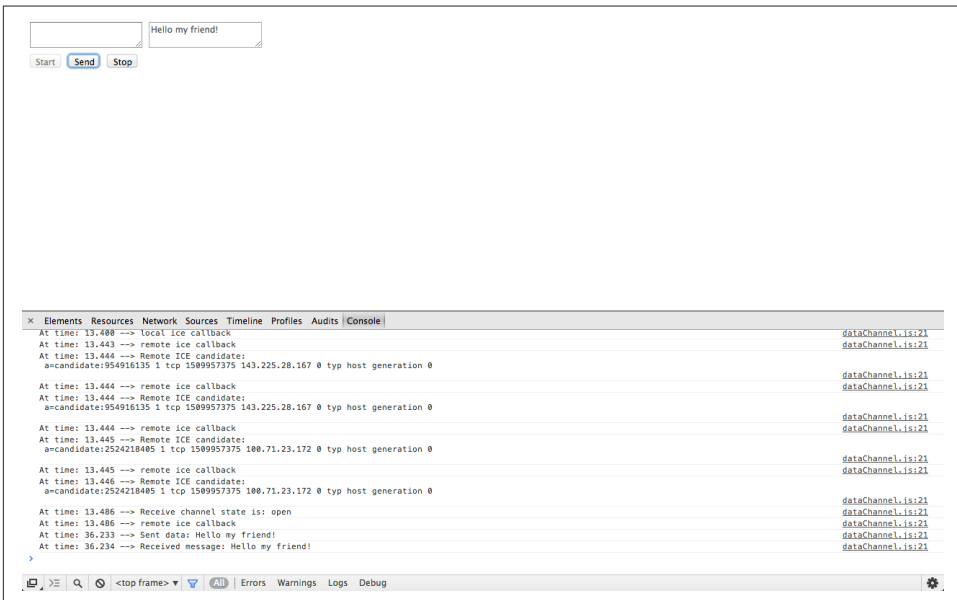 Hello my friend!
Start Send Stop
× Elements Resources Network Sources Timeline Profiles Audits Console
At time: 13.400 --> local ice callback dataChannel.js:21
At time: 13.443 --> remote ice callback dataChannel.js:21
At time: 13.444 --> Remote ICE candidate:
a=candidate:954916135 1 tcp 1509957375 143.225.28.167 0 typ host generation 0
dataChannel.js:21
At time: 13.444 --> remote ice callback dataChannel.js:21
At time: 13.444 --> Remote ICE candidate:
a=candidate:954916135 1 tcp 1509957375 143.225.28.167 0 typ host generation 0
dataChannel.js:21
At time: 13.444 --> remote ice callback dataChannel.js:21
At time: 13.445 --> Remote ICE candidate:
a=candidate:2524218405 1 tcp 1509957375 100.71.23.172 0 typ host generation 0
dataChannel.js:21
At time: 13.445 --> remote ice callback dataChannel.js:21
At time: 13.446 --> Remote ICE candidate:
a=candidate:2524218405 1 tcp 1509957375 100.71.23.172 0 typ host generation 0
dataChannel.js:21
At time: 13.486 --> Receive channel state is: open dataChannel.js:21
At time: 13.486 --> remote ice callback dataChannel.js:21
At time: 36.233 --> Sent data: Hello my friend! dataChannel.js:21
At time: 36.234 --> Received message: Hello my friend! dataChannel.js:21
>
<top frame> ▼ All Errors Warnings Logs Debug